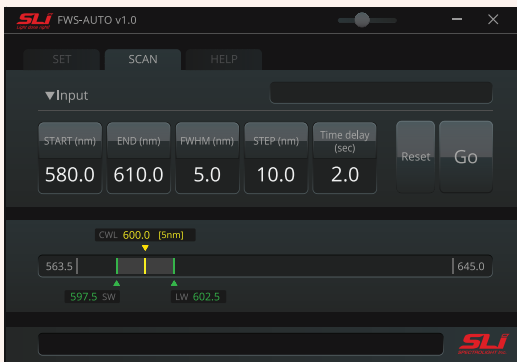 SLi FWS-AUTO v1.0
SET SCAN HELP
▼Input
START (nm) END (nm) FWHM (nm) STEP (nm) Time delay (sec) Reset Go
580.0 610.0 5.0 10.0 2.0
CWL 600.0 [5nm]
563.5 645.0
597.5 SW LW 602.5
SLi
SPECTROLIGHT INC.